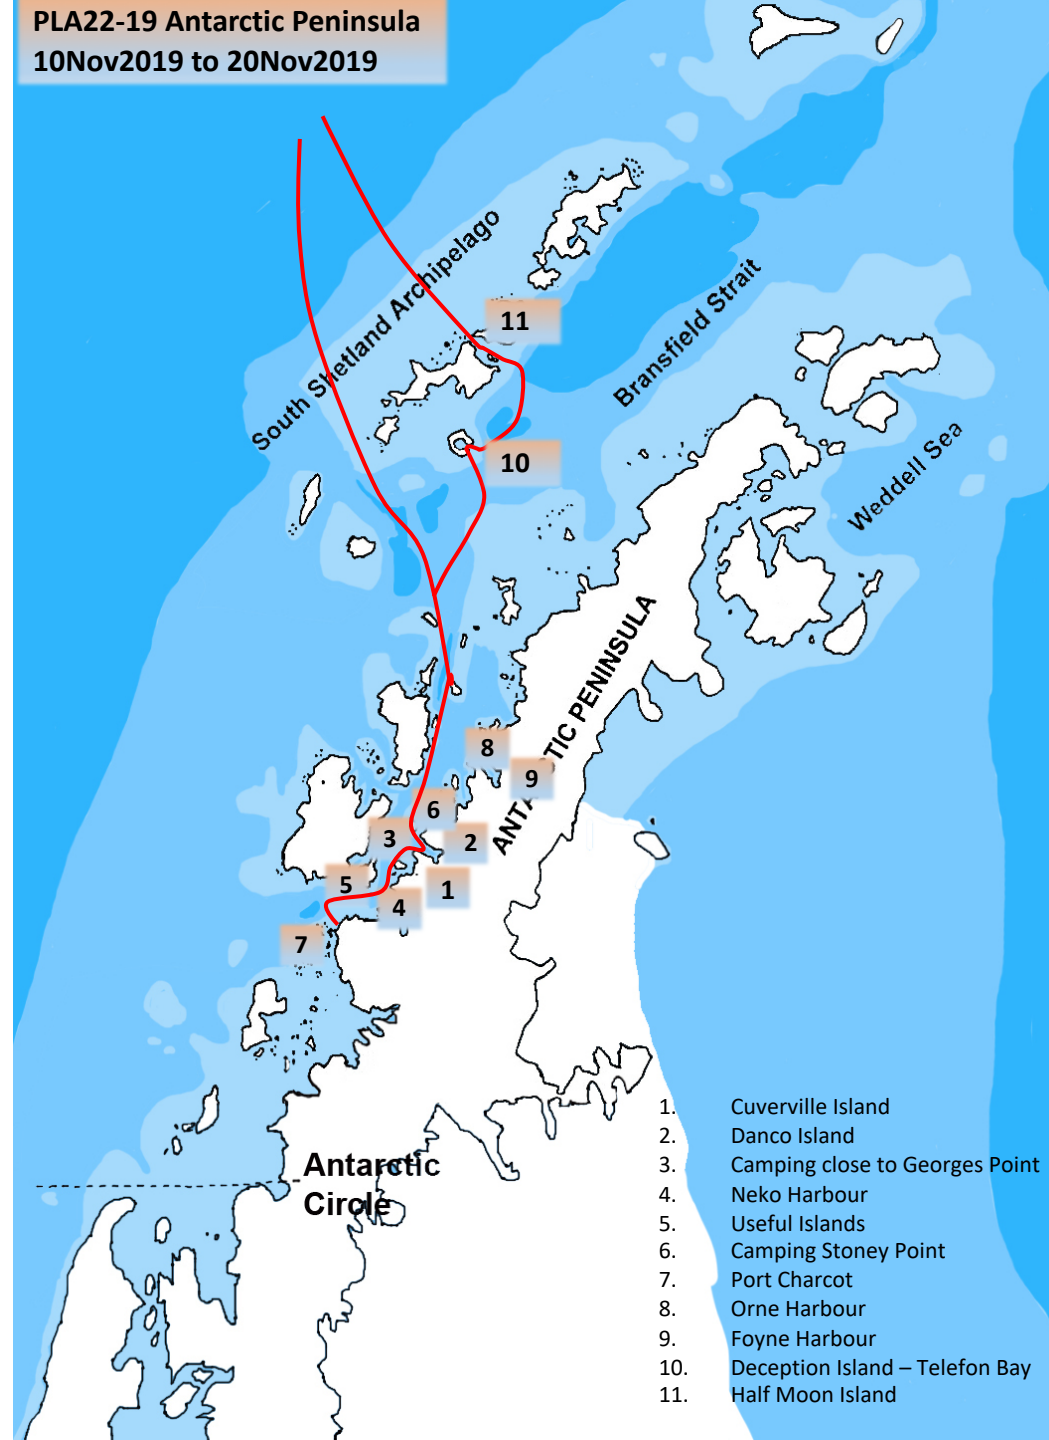 PLA22-19 Antarctic Peninsula
10Nov2019 to 20Nov2019
South Shetland Archipelago
11
Bransfield Strait
10
Weddell Sea
ANTARCTIC PENINSULA
8
9
6
3
2
5
1
4
7
Antarctic
Circle
1. Cuverville Island
2. Danco Island
3. Camping close to Georges Point
4. Neko Harbour
5. Useful Islands
6. Camping Stoney Point
7. Port Charcot
8. Orne Harbour
9. Foyne Harbour
10. Deception Island – Telefon Bay
11. Half Moon Island